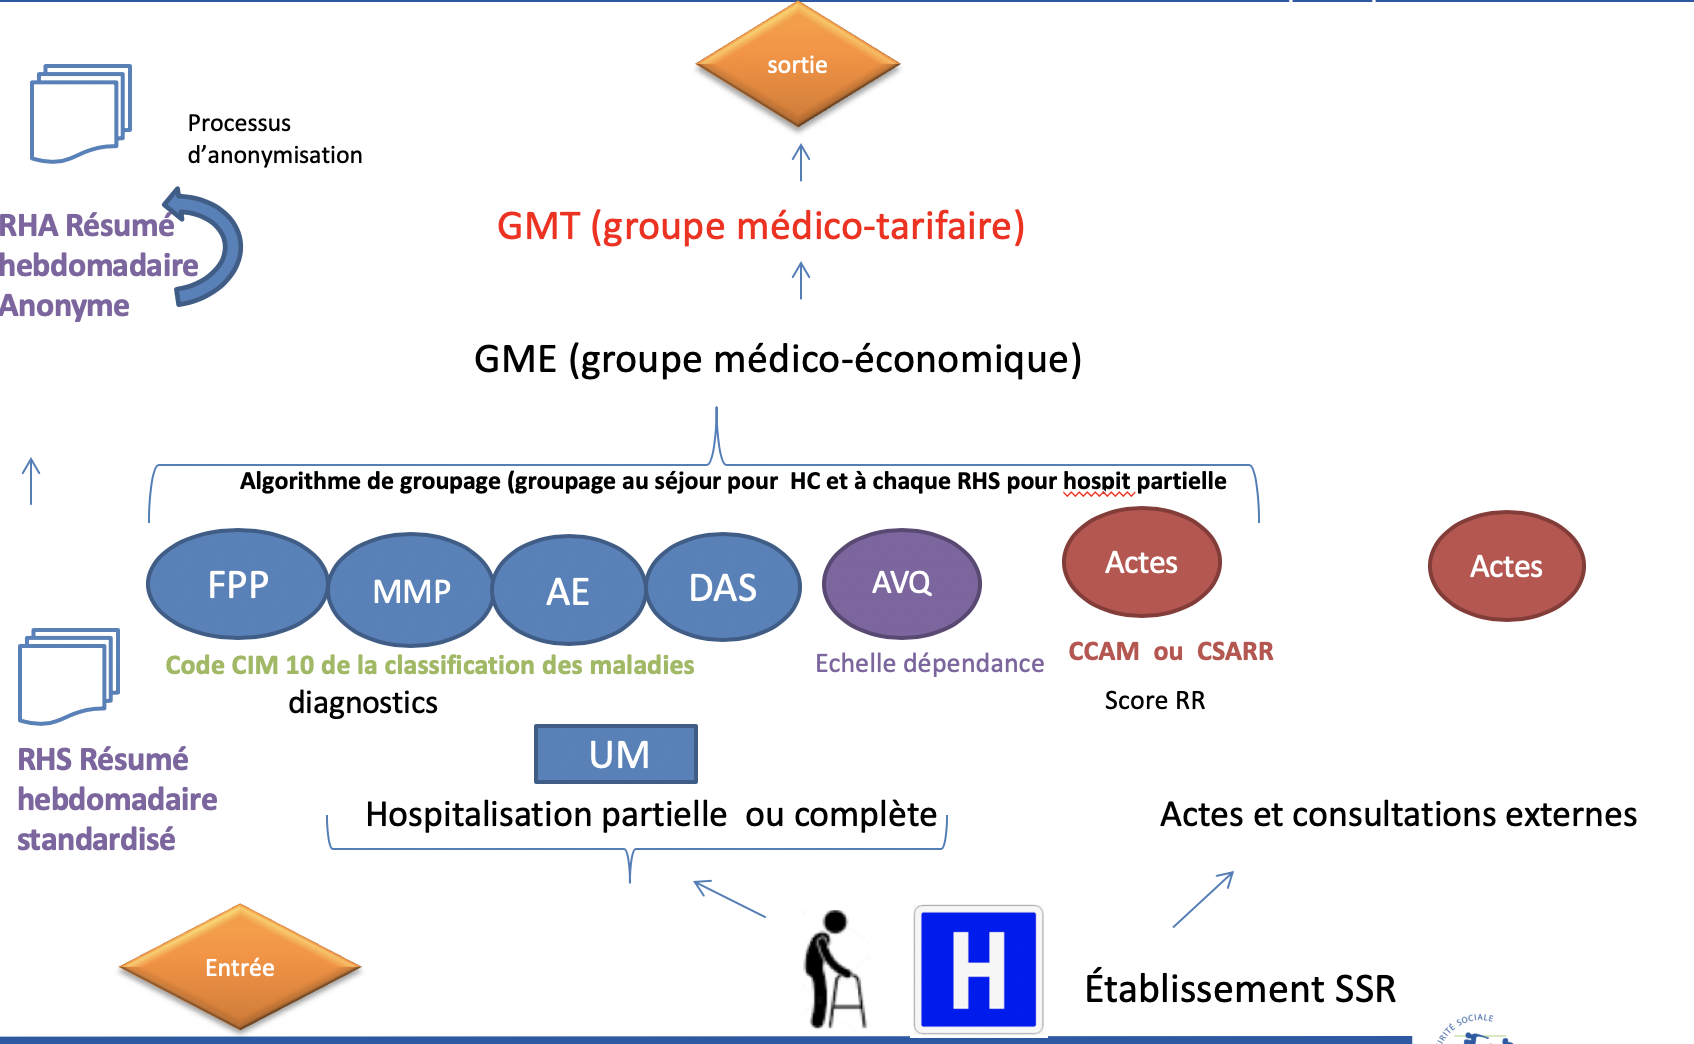 sortie
Processus
d’anonymisation
RHA Résumé
hebdomadaire
Anonyme
GMT (groupe médico-tarifaire)
GME (groupe médico-économique)
Algorithme de groupage (groupage au séjour pour  HC et à chaque RHS pour hospit partielle
FPP
MMP
AE
DAS
AVQ
Actes
Actes
Code CIM 10 de la classification des maladies
diagnostics
Echelle dépendance
CCAM  ou  CSARR
Score RR
UM
RHS Résumé
hebdomadaire
standardisé
Hospitalisation partielle  ou complète
Actes et consultations externes
Entrée
H
Établissement SSR
SOCIALE